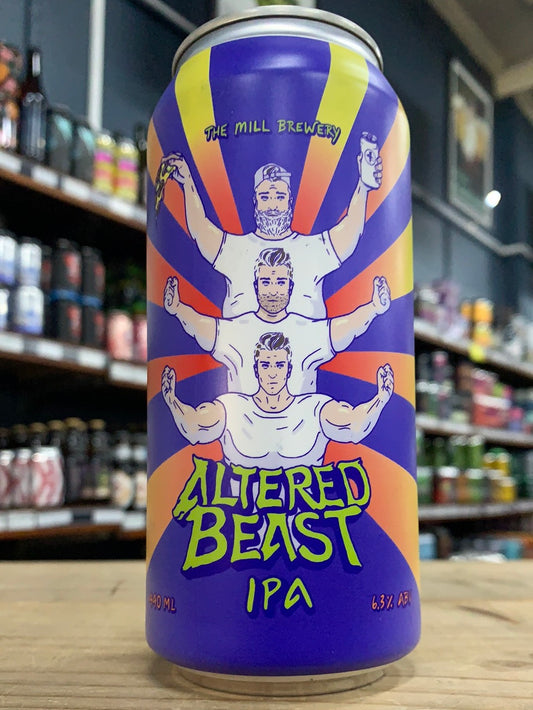 THE MILL BREWERY
ALTERED
BEAST
IPA
440 ML
6.3% ABV